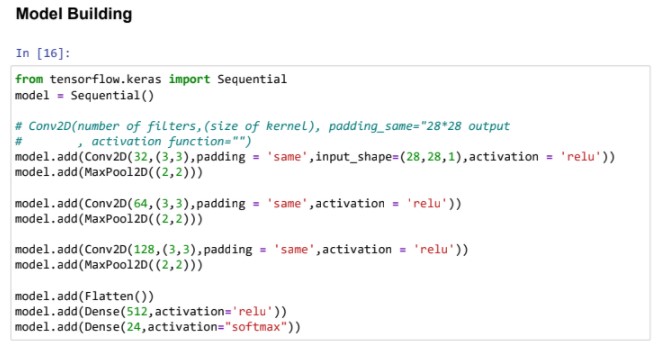 Model Building
In [16]:
from tensorflow.keras import Sequential
model = Sequential()
# Conv2D(number of filters,(size of kernel), padding_same="28*28 output
#        , activation function="")
model.add(Conv2D(32,(3,3),padding = 'same',input_shape=(28,28,1),activation = 'relu'))
model.add(MaxPool2D((2,2)))
model.add(Conv2D(64,(3,3),padding = 'same',activation = 'relu'))
model.add(MaxPool2D((2,2)))
model.add(Conv2D(128,(3,3),padding = 'same',activation = 'relu'))
model.add(MaxPool2D((2,2)))
model.add(Flatten())
model.add(Dense(512,activation='relu'))
model.add(Dense(24,activation="softmax"))